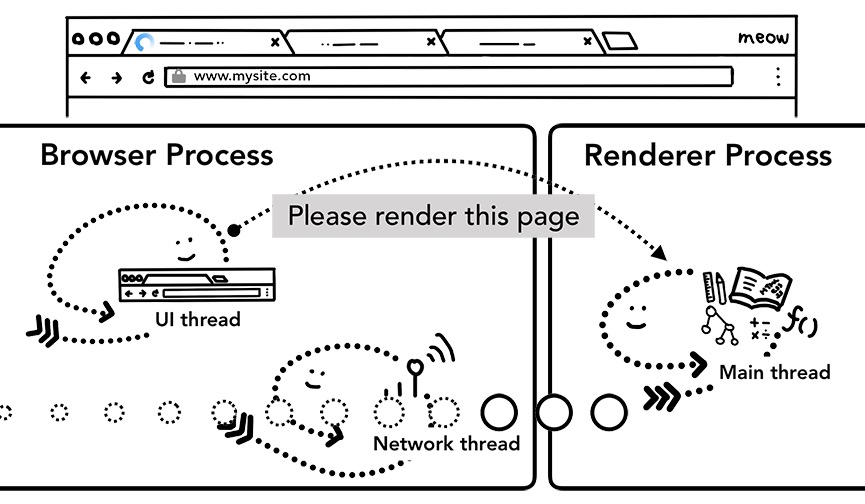 meow
www.mysite.com
Browser Process
Renderer Process
Please render this page
UI thread
f()
Main thread
Network thread